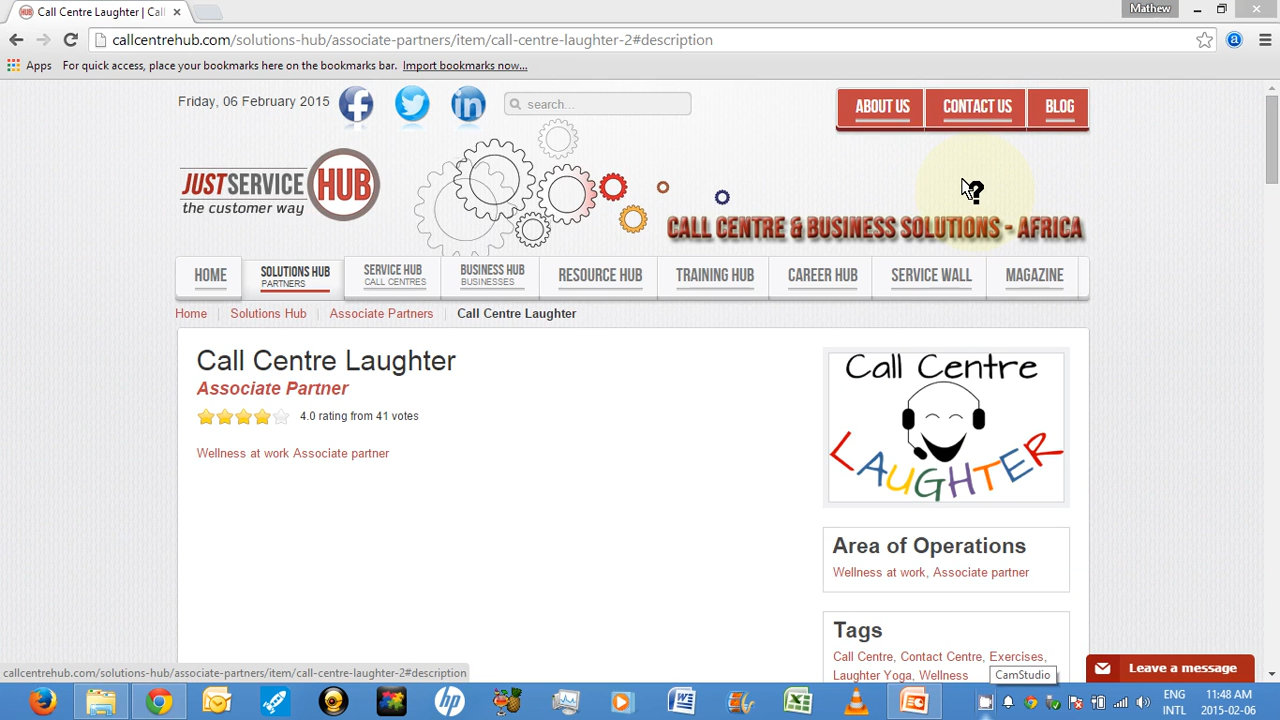 Call Centre Laughter | Cal
Mathew
callcentrehub.com/solutions-hub/associate-partners/item/call-centre-laughter-2#description
Apps For quick access, place your bookmarks here on the bookmarks bar. Import bookmarks now...
Friday, 06 February 2015
search...
ABOUT US CONTACT US BLOG
JUSTSERVICE HUB
the customer way
CALL CENTRE & BUSINESS SOLUTIONS - AFRICA
HOME
SOLUTIONS HUB
PARTNERS
SERVICE HUB
CALL CENTRES
BUSINESS HUB
BUSINESSES
RESOURCE HUB
TRAINING HUB
CAREER HUB
SERVICE WALL
MAGAZINE
Home | Solutions Hub | Associate Partners | Call Centre Laughter
Call Centre Laughter
Associate Partner
4.0 rating from 41 votes
Wellness at work Associate partner
Call Centre
LAUGHTER
Area of Operations
Wellness at work, Associate partner
Tags
Call Centre, Contact Centre, Exercises,
Laughter Yoga, Wellness
CamStudio
Leave a message
callcentrehub.com/solutions-hub/associate-partners/item/call-centre-laughter-2#description
ENG
INTL
11:48 AM
2015-02-06